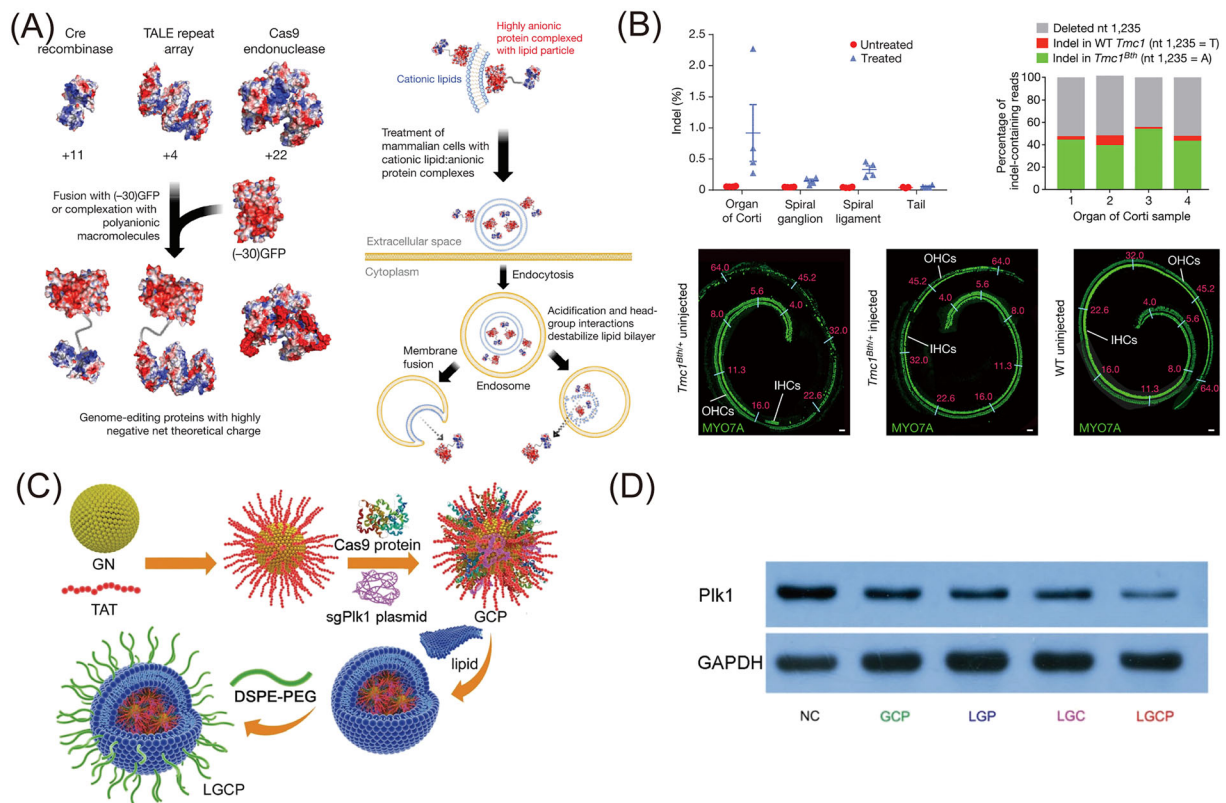 (A)
Cre
recombinase
TALE repeat
array
Cas9
endonuclease
+11
+4
+22
Fusion with (–30)GFP
or complexation with
polyanionic
macromolecules
(–30)GFP
Genome-editing proteins with highly
negative net theoretical charge
Highly anionic
protein complexed
with lipid particle
Cationic lipids
Treatment of
mammalian cells with
cationic lipid:anionic
protein complexes
Extracellular space
Cytoplasm
Endocytosis
Acidification and head-
group interactions
destabilize lipid bilayer
Membrane
fusion
Endosome
(B)
Untreated
Treated
Indel (%)
2.5
2.0
1.5
1.0
0.5
0
Organ
of Corti
Spiral
ganglion
Spiral
ligament
Tail
Deleted nt 1,235
Indel in WT Tmc1 (nt 1,235 = T)
Indel in Tmc1Bth (nt 1,235 = A)
Percentage of
indel-containing reads
100
80
60
40
20
0
1 2 3 4
Organ of Corti sample
Tmc1Bth/+ uninjected
64.0
45.2
5.6
4.0
8.0
32.0
11.3
IHCs
22.6
16.0
OHCs
MYO7A
Tmc1Bth/+ injected
OHCs
64.0
45.2
5.6
4.0
8.0
IHCs
32.0
11.3
22.6
16.0
MYO7A
WT uninjected
32.0
OHCs
45.2
22.6
4.0
5.6
IHCs
8.0
16.0
11.3
64.0
MYO7A
(C)
GN
TAT
Cas9 protein
sgPlk1 plasmid
GCP
lipid
DSPE-PEG
LGCP
(D)
Plk1
GAPDH
NC GCP LGP LGC LGCP